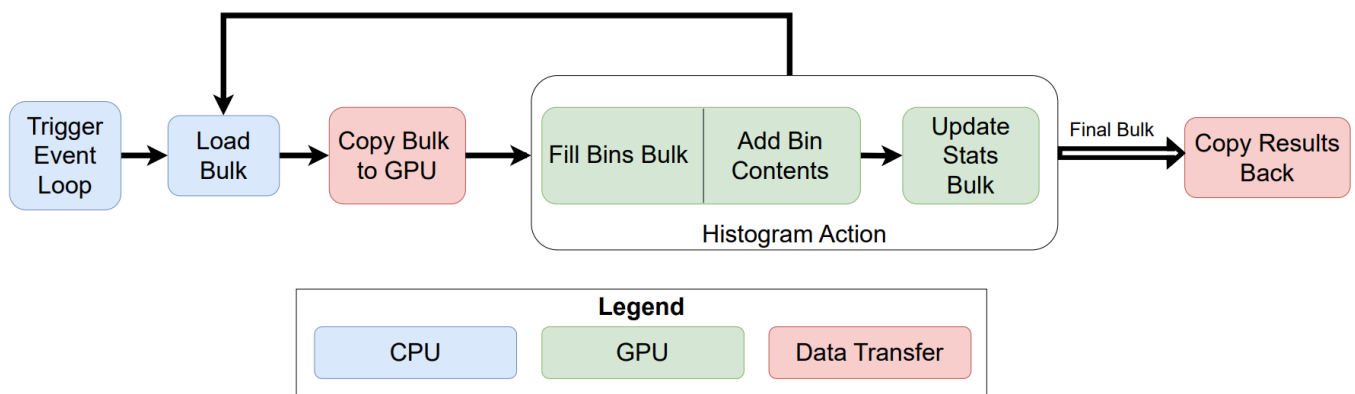 Trigger
Event
Loop
Load
Bulk
Copy Bulk
to GPU
Fill Bins Bulk
Add Bin
Contents
Update
Stats
Bulk
Histogram Action
Final Bulk
Copy Results
Back
Legend
CPU
GPU
Data Transfer